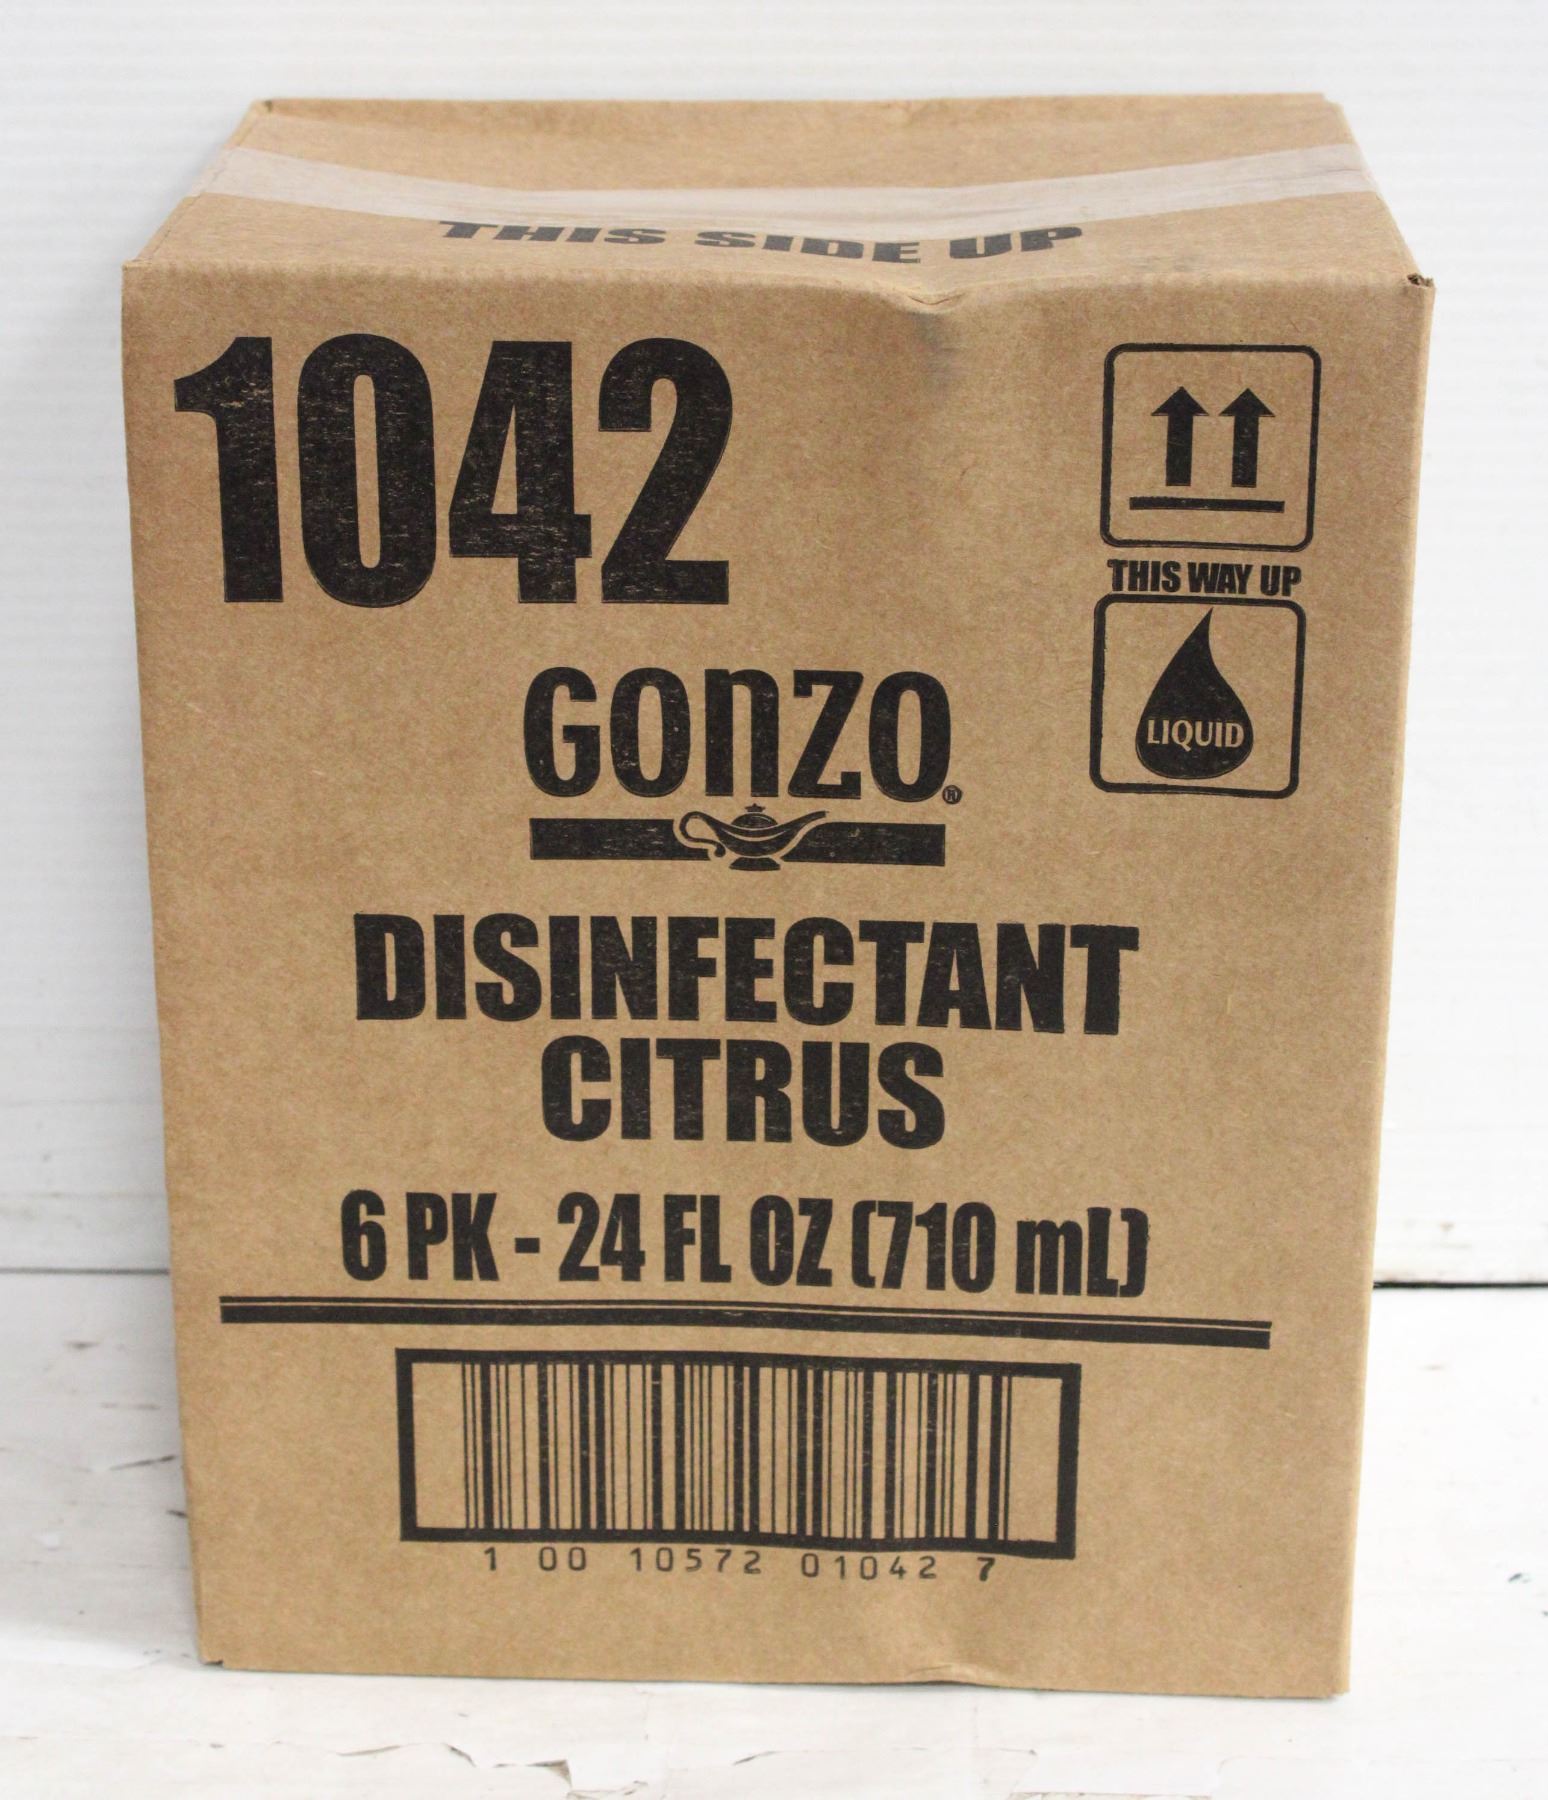 THIS SIDE UP
1042
THIS WAY UP
LIQUID
GONZO®
DISINFECTANT
CITRUS
6 PK - 24 FL OZ (710 mL)
1 00 10572 01042 7